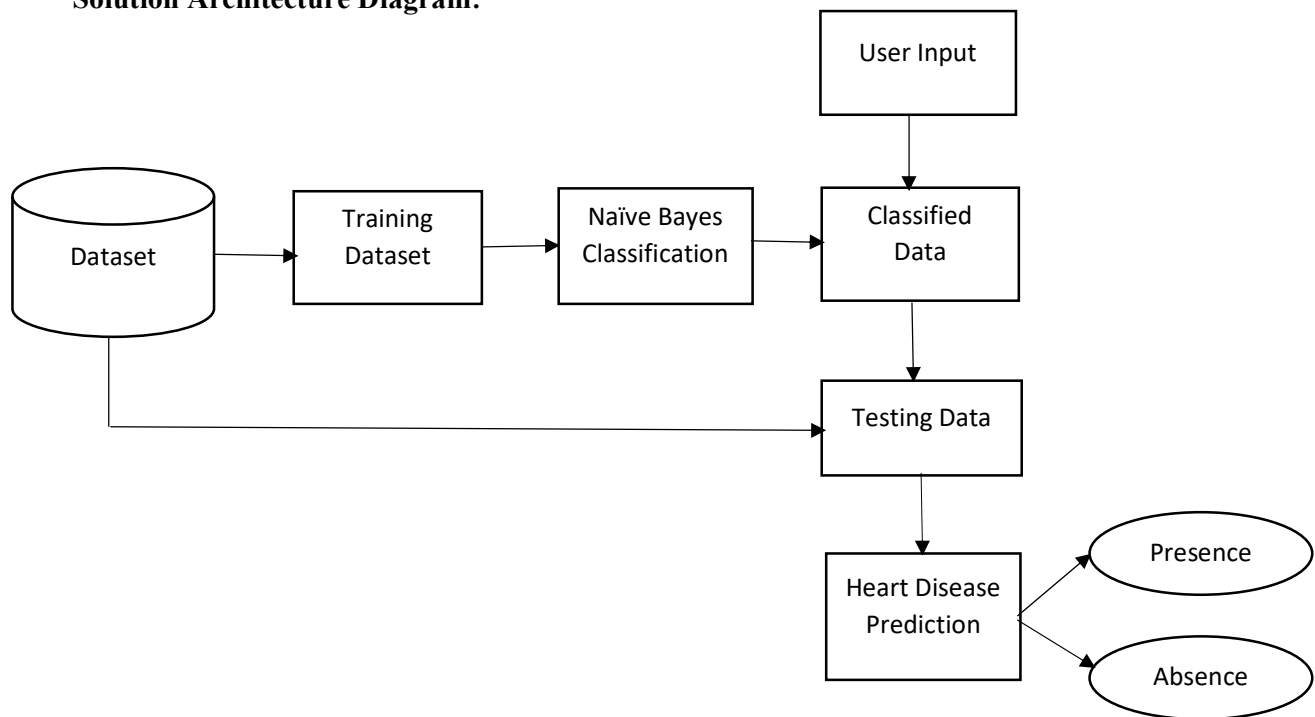 Solution Architecture Diagram:
User Input
Dataset
Training
Dataset
Naïve Bayes
Classification
Classified
Data
Testing Data
Heart Disease
Prediction
Presence
Absence